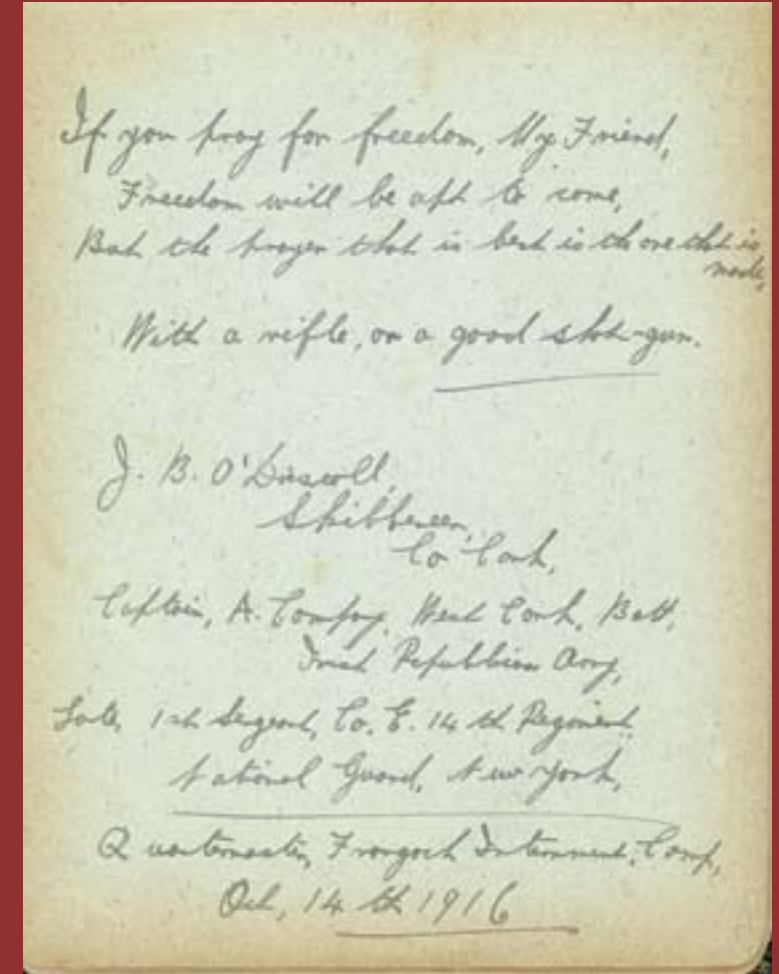 If you pray for freedom, My Friend,
Freedom will be apt to come,
But the prayer that is best is the one that is
made,
With a rifle, or a good shot-gun.
J. B. O'Driscoll,
Skibbereen,
Co Cork,
Captain, A. Company, West Cork, Batt,
Irish Republican Army,
Late, 1st Sergent, Co. E. 14th Regiment
National Guard, New York,
Quartermaster, Frongoch Internment, Camp,
Oct, 14th 1916